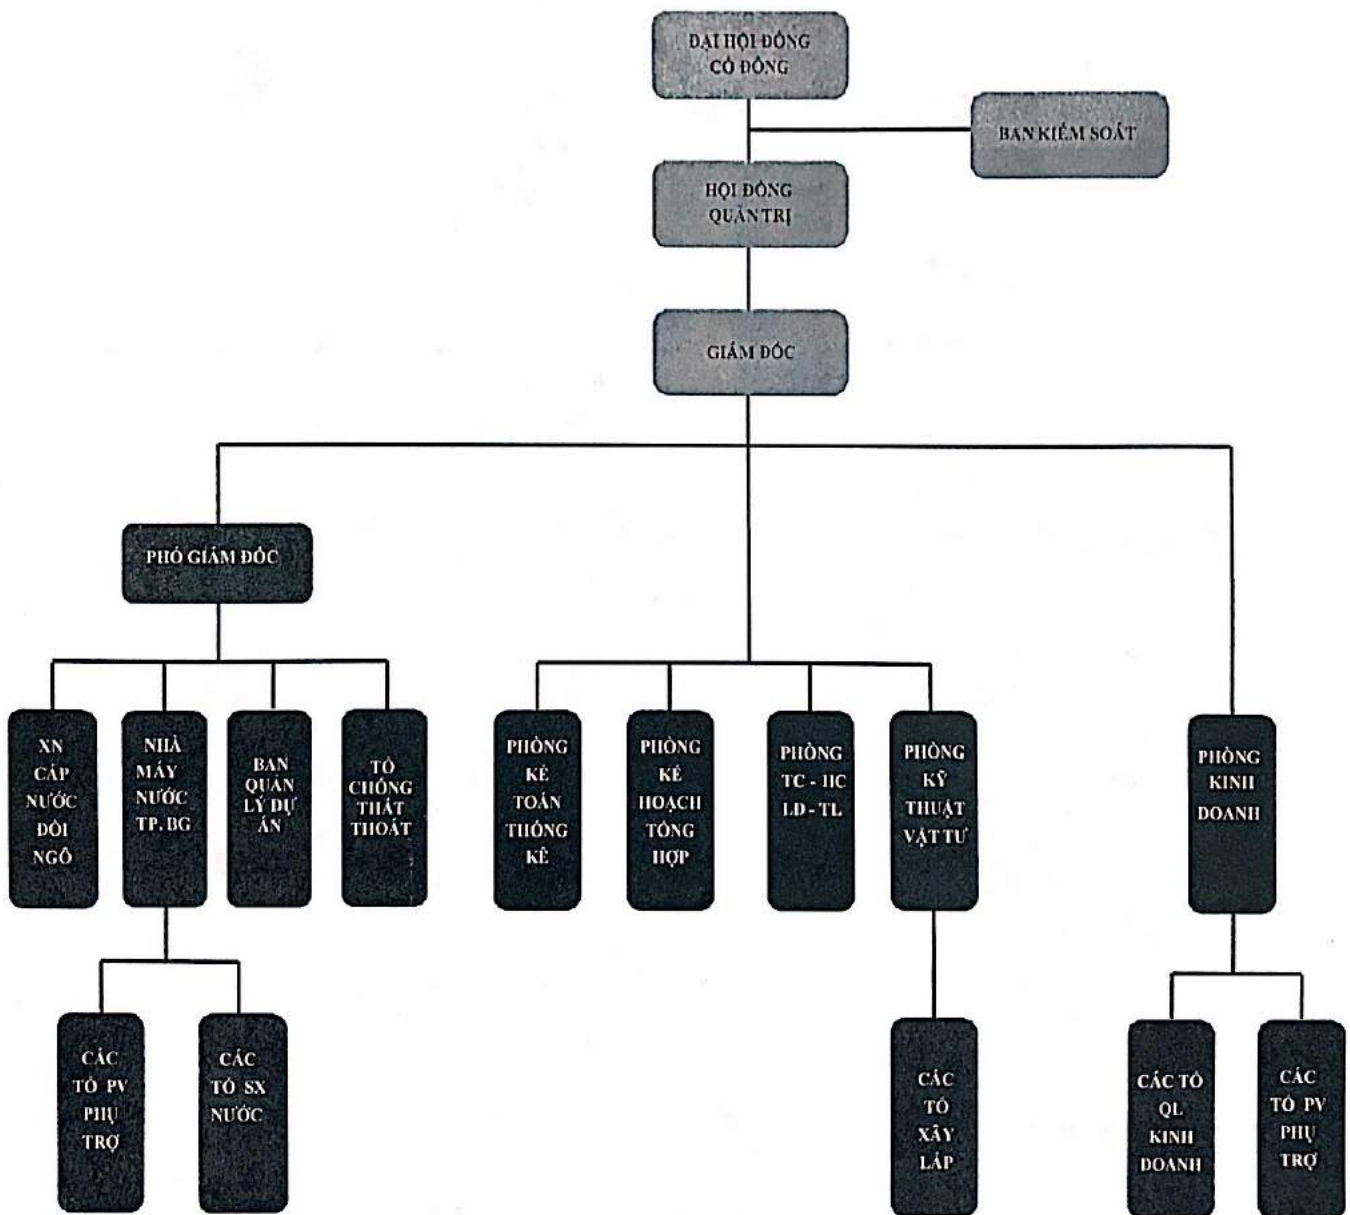 ĐẠI HỘI ĐỒNG
CỔ ĐÔNG
BAN KIỂM SOÁT
HỘI ĐỒNG
QUẢN TRỊ
GIÁM ĐỐC
PHÓ GIÁM ĐỐC
XN
CẤP
NƯỚC
ĐỒI
NGÔ
NHÀ
MÁY
NƯỚC
TP. BG
BAN
QUẢN
LÝ DỰ
ÁN
TỔ
CHỐNG
THẤT
THOÁT
PHÒNG
KẾ
TOÁN
THỐNG
KÊ
PHÒNG
KẾ
HOẠCH
TỔNG
HỢP
PHÒNG
TC - HC
LĐ - TL
PHÒNG
KỸ
THUẬT
VẬT TƯ
PHÒNG
KINH
DOANH
CÁC
TỔ PV
PHỤ
TRỢ
CÁC
TỔ SX
NƯỚC
CÁC
TỔ
XÂY
LẮP
CÁC TỔ
QL
KINH
DOANH
CÁC
TỔ PV
PHỤ
TRỢ